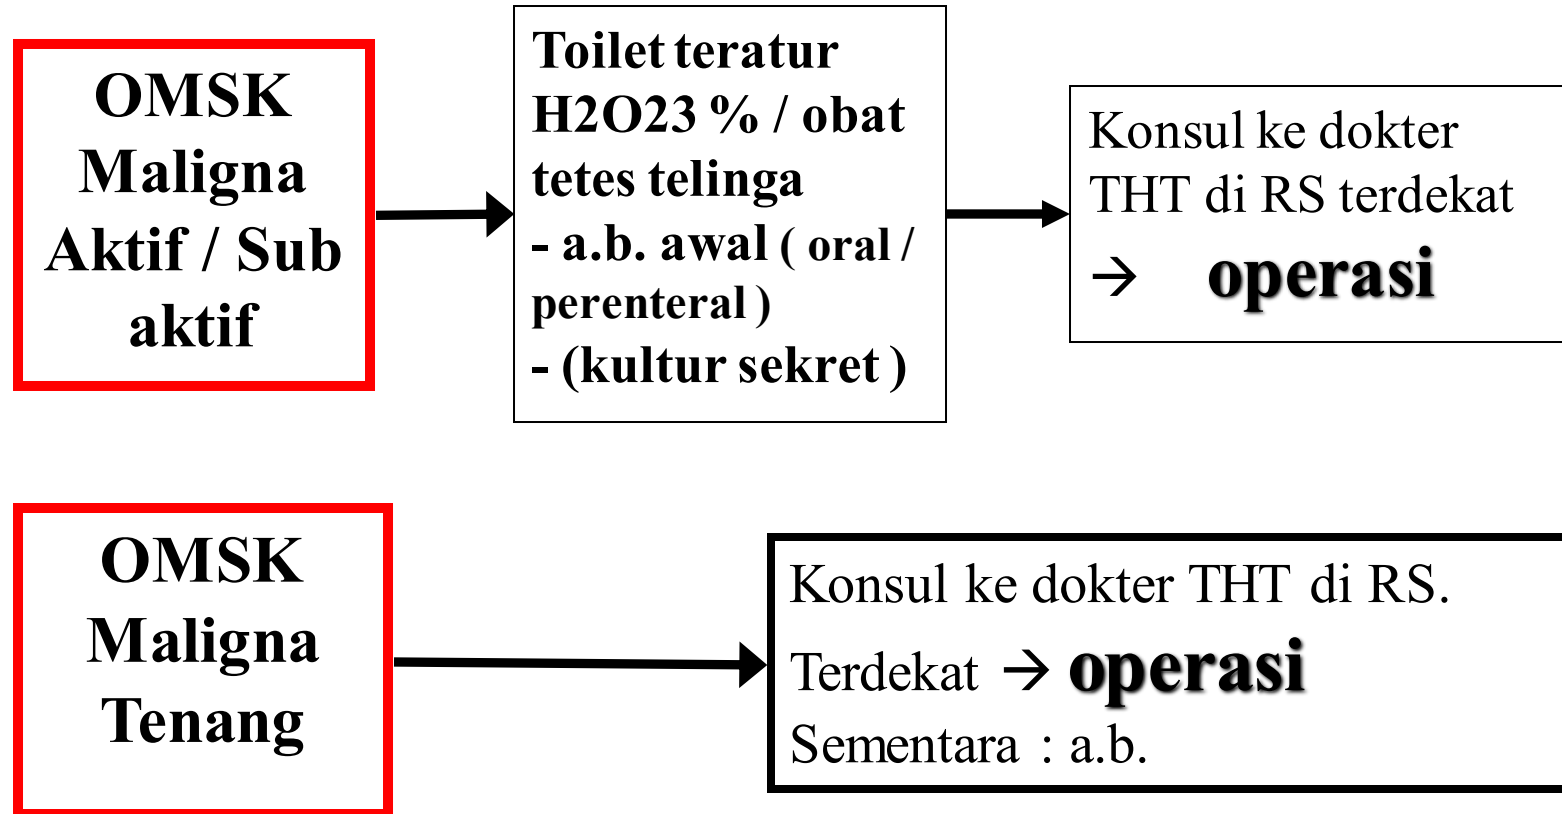 OMSK
Maligna
Aktif / Sub
aktif
Toilet teratur
H2O23 % / obat
tetes telinga
- a.b. awal ( oral /
perenteral )
- (kultur sekret )
Konsul ke dokter
THT di RS terdekat
→ operasi
OMSK
Maligna
Tenang
Konsul ke dokter THT di RS.
Terdekat → operasi
Sementara : a.b.